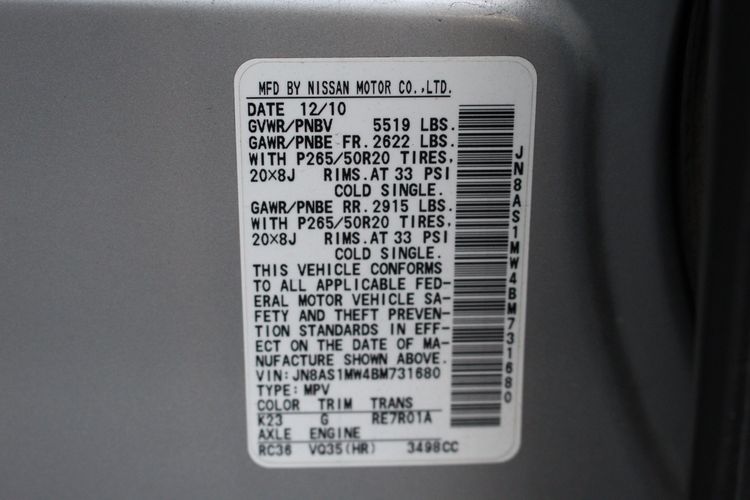 MFD BY NISSAN MOTOR CO.,LTD.
DATE 12/10
GVWR/PNBV 5519 LBS.
GAWR/PNBE FR. 2622 LBS.
WITH P265/50R20 TIRES,
20×8J RIMS.AT 33 PSI
COLD SINGLE.
GAWR/PNBE RR. 2915 LBS.
WITH P265/50R20 TIRES,
20×8J RIMS.AT 33 PSI
COLD SINGLE.
THIS VEHICLE CONFORMS
TO ALL APPLICABLE FED-
ERAL MOTOR VEHICLE SA-
FETY AND THEFT PREVEN-
TION STANDARDS IN EFF-
ECT ON THE DATE OF MA-
NUFACTURE SHOWN ABOVE.
VIN: JN8AS1MW4BM731680
TYPE: MPV
COLOR TRIM TRANS
K23 G RE7R01A
AXLE ENGINE
RC36 VQ35(HR) 3498CC
JN8AS1MW4BM731680